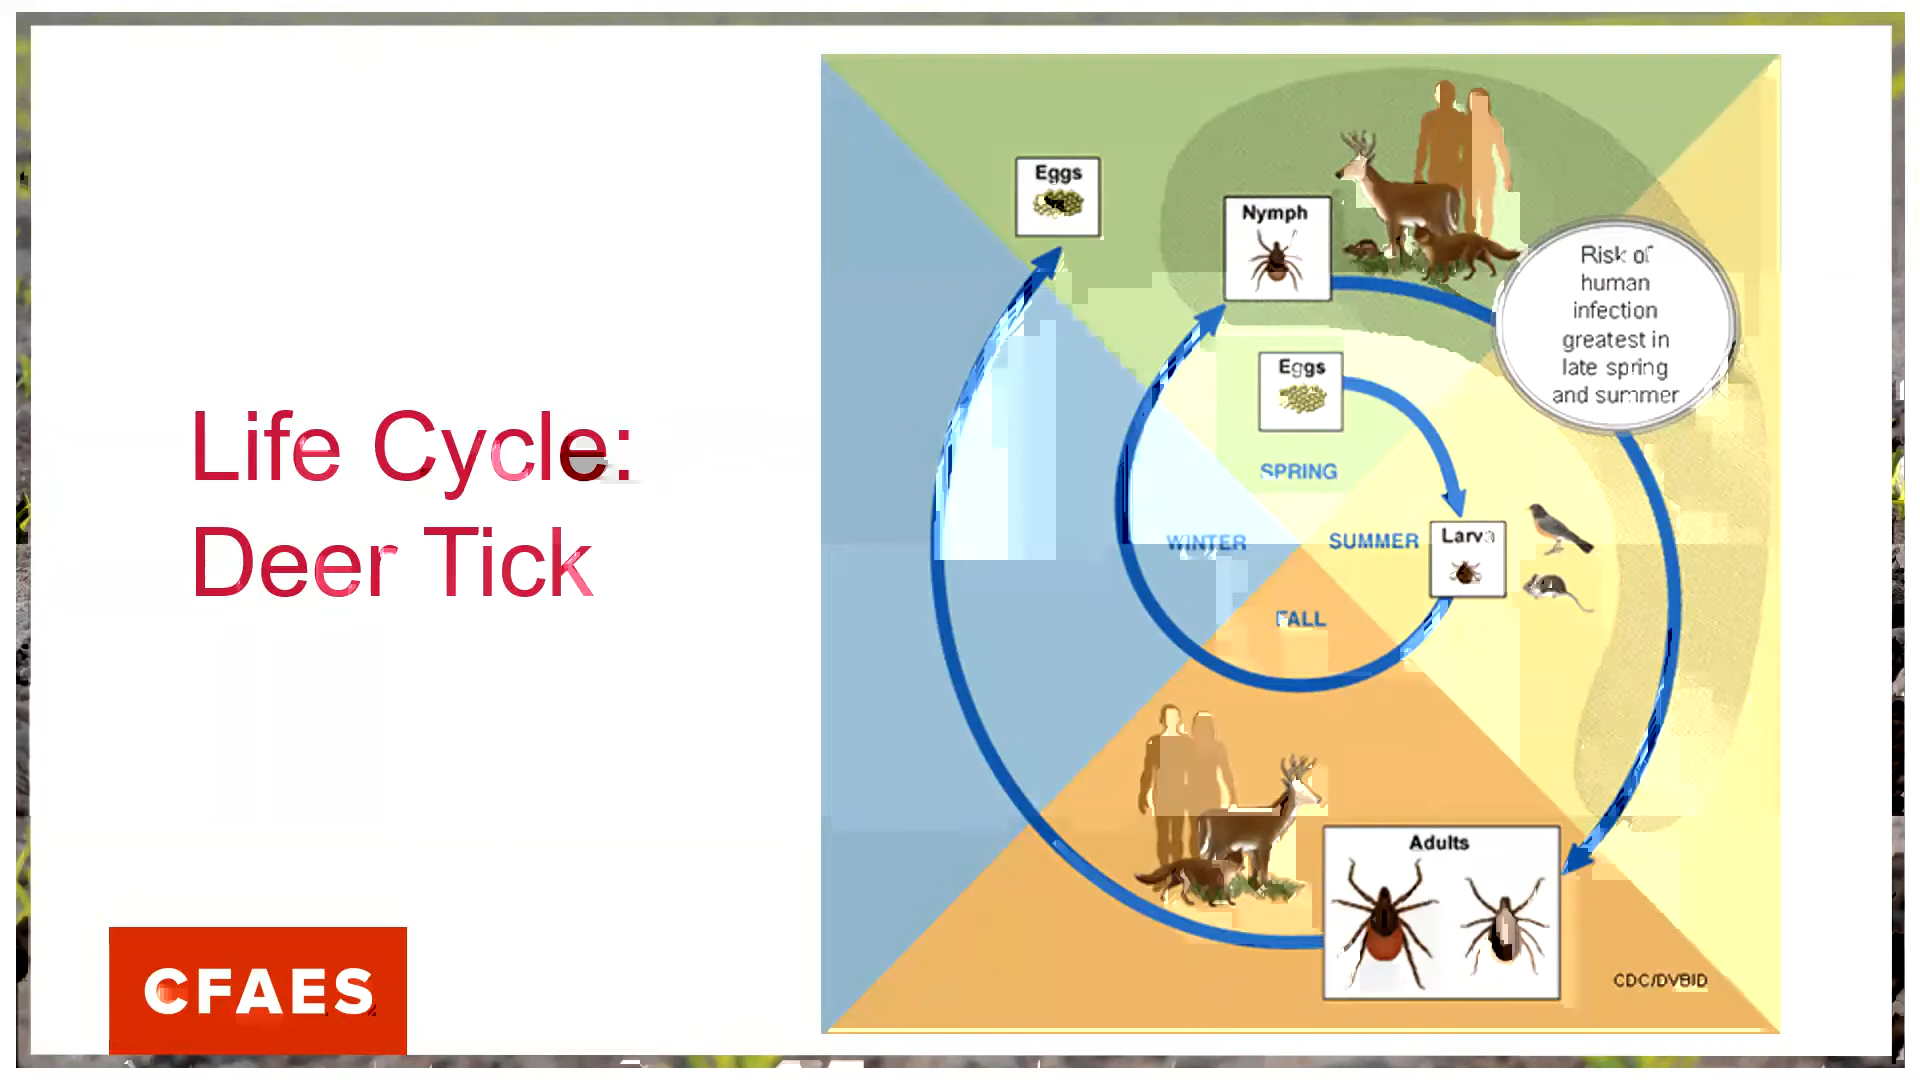 Life Cycle:
Deer Tick
CFAES
Eggs
Nymph
Risk of
human
infection
greatest in
late spring
and summer
Eggs
SPRING
WINTER
SUMMER
Larva
FALL
Adults
CDC/DVBID